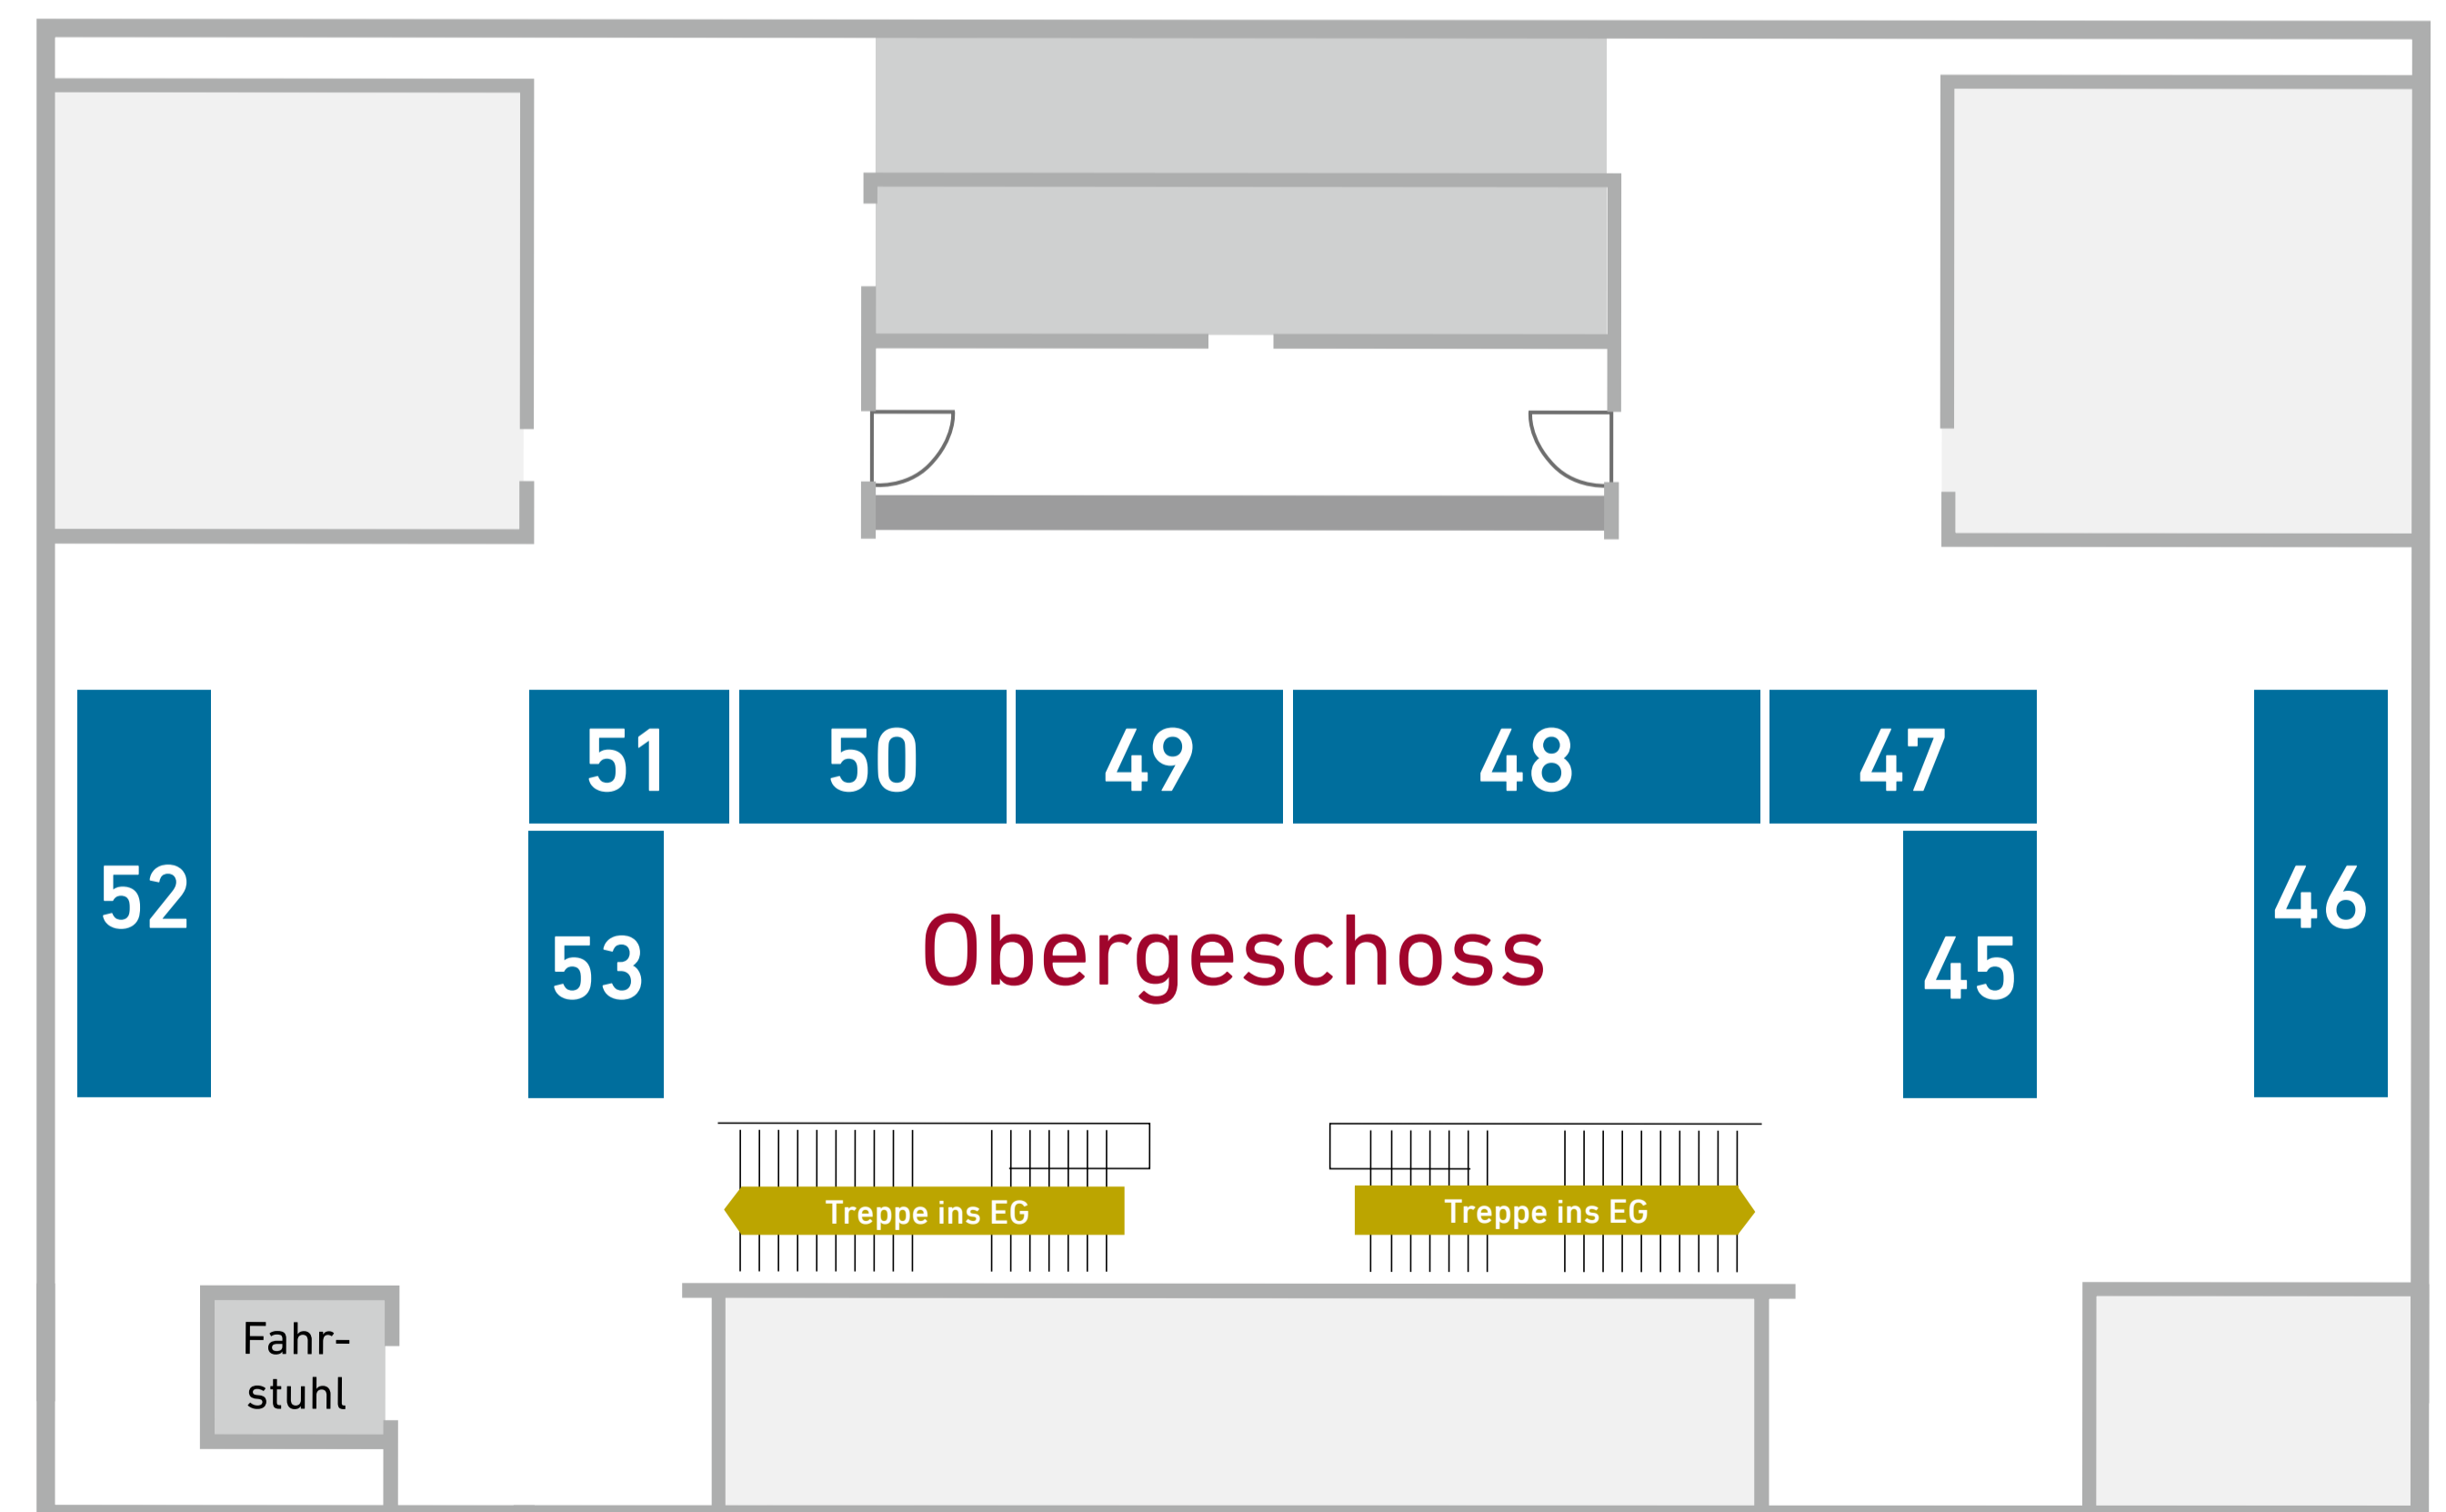 51 50 49 48 47
52 46
53 Obergeschoss 45
Treppe ins EG Treppe ins EG
Fahr-
stuhl